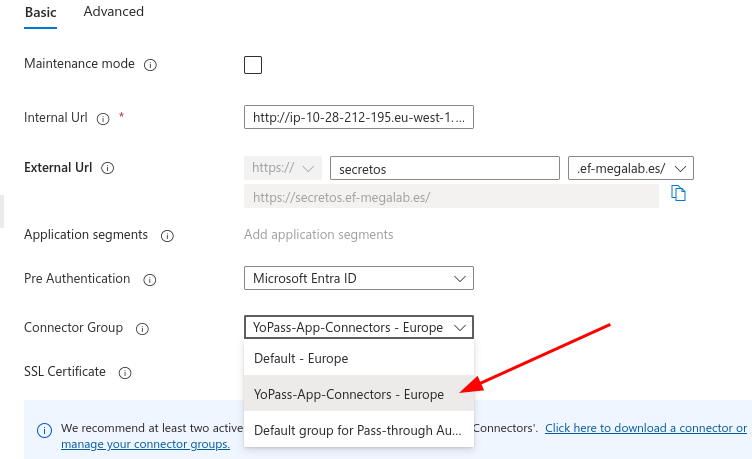 Basic Advanced
Maintenance mode
Internal Url * http://ip-10-28-212-195.eu-west-1....
External Url https:// secretos .ef-megalab.es/
https://secretos.ef-megalab.es/
Application segments Add application segments
Pre Authentication Microsoft Entra ID
Connector Group YoPass-App-Connectors - Europe
Default - Europe
SSL Certificate
YoPass-App-Connectors - Europe
We recommend at least two active Connectors'. Click here to download a connector or
Default group for Pass-through Au...
manage your connector groups.